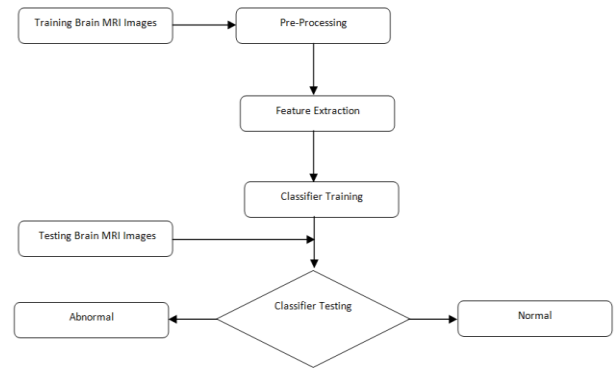 Training Brain MRI Images
Pre-Processing
Feature Extraction
Classifier Training
Testing Brain MRI Images
Classifier Testing
Abnormal
Normal